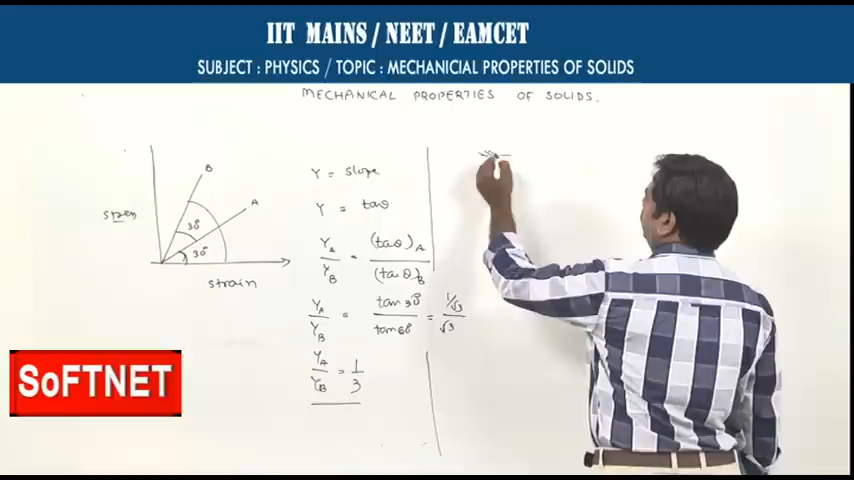 IIT MAINS / NEET / EAMCET
SUBJECT : PHYSICS / TOPIC : MECHANICIAL PROPERTIES OF SOLIDS
MECHANICAL PROPERTIES OF SOLIDS.
B
A
30°
30°
strain
Y = slope
Y = tanθ
Y_A / Y_B = (tanθ)_A / (tanθ)_B
Y_A / Y_B = tan30° / tan60° = 1/√3 / √3
Y_A / Y_B = 1 / 3
SoFTNET